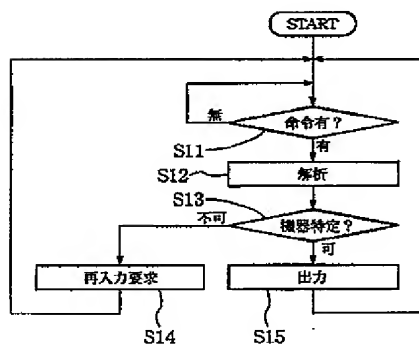 START
無
命令有？
S11
有
S12
解析
S13
不可
機器特定？
可
再入力要求
出力
S14
S15